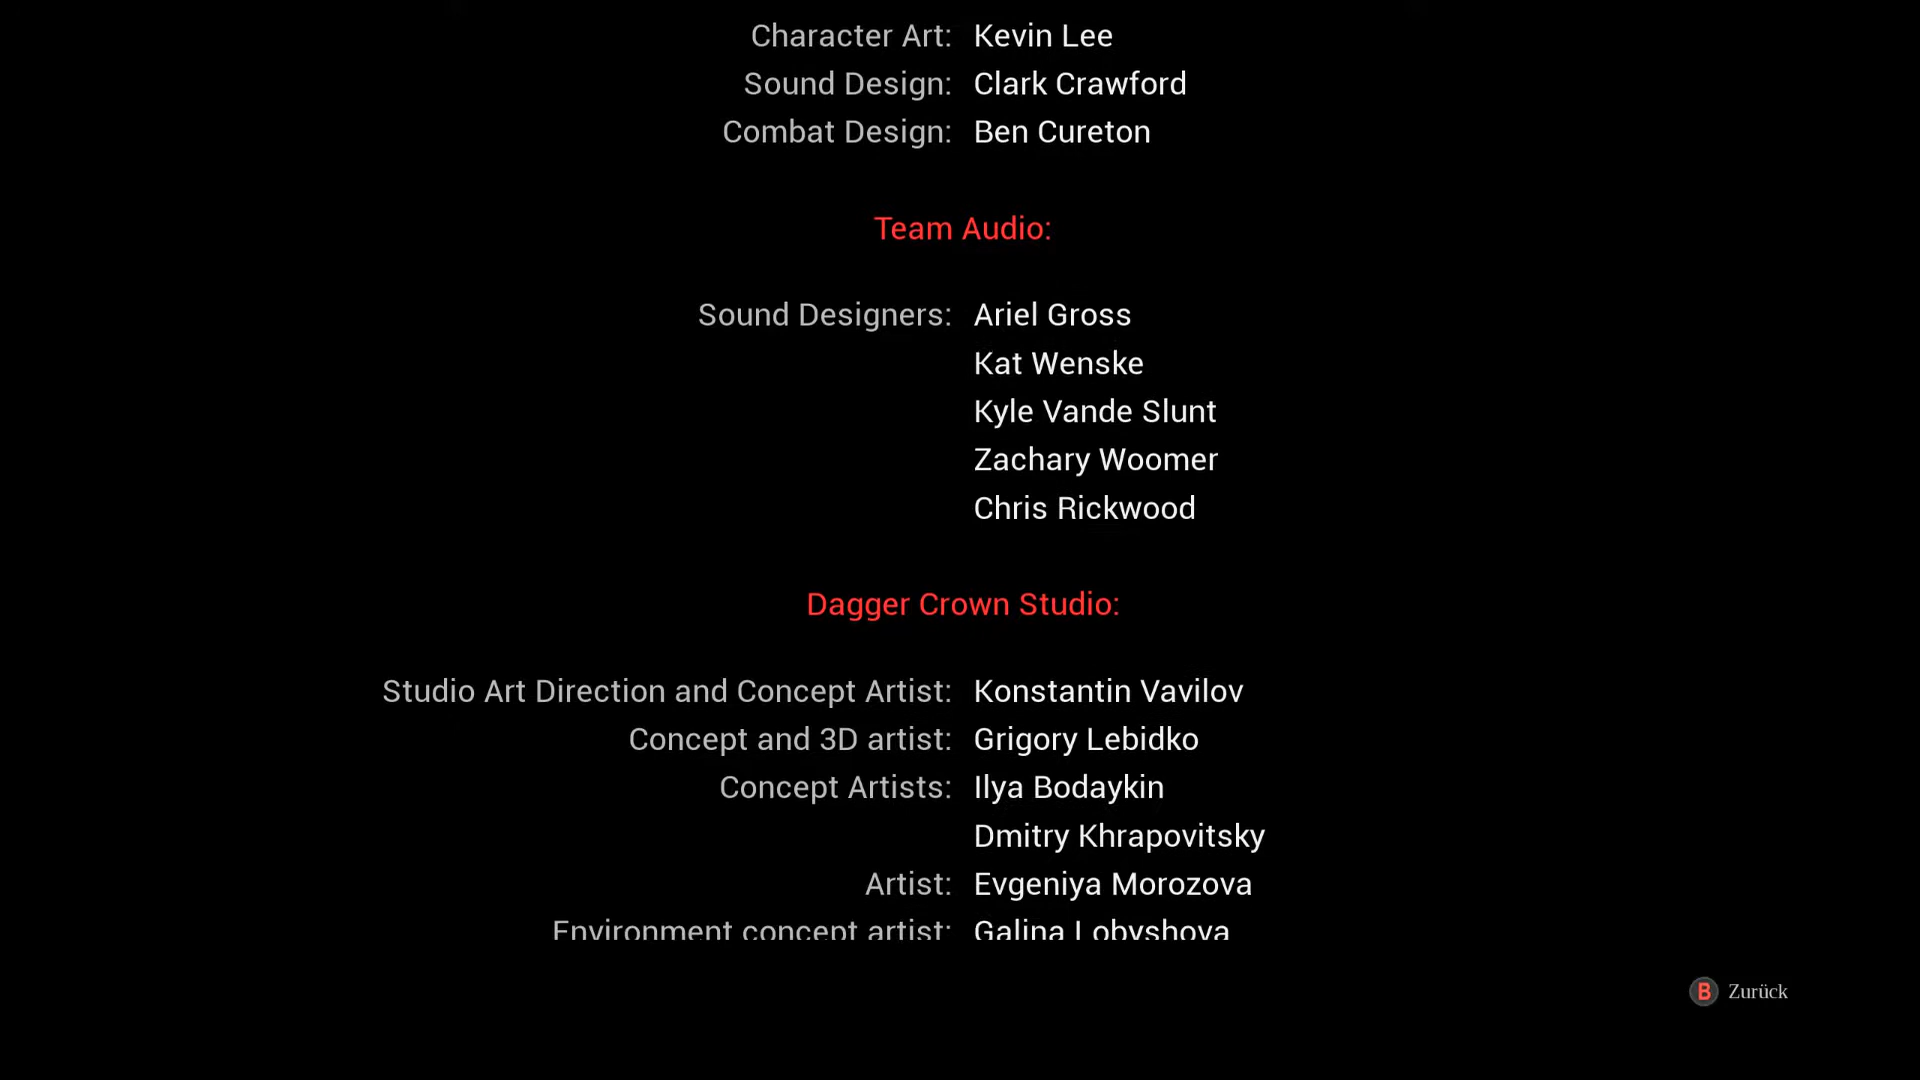 Character Art: Kevin Lee
Sound Design: Clark Crawford
Combat Design: Ben Cureton
Team Audio:
Sound Designers: Ariel Gross
Kat Wenske
Kyle Vande Slunt
Zachary Woomer
Chris Rickwood
Dagger Crown Studio:
Studio Art Direction and Concept Artist: Konstantin Vavilov
Concept and 3D artist: Grigory Lebidko
Concept Artists: Ilya Bodaykin
Dmitry Khrapovitsky
Artist: Evgeniya Morozova
Environment concept artist: Galina Lobyshova
B Zurück